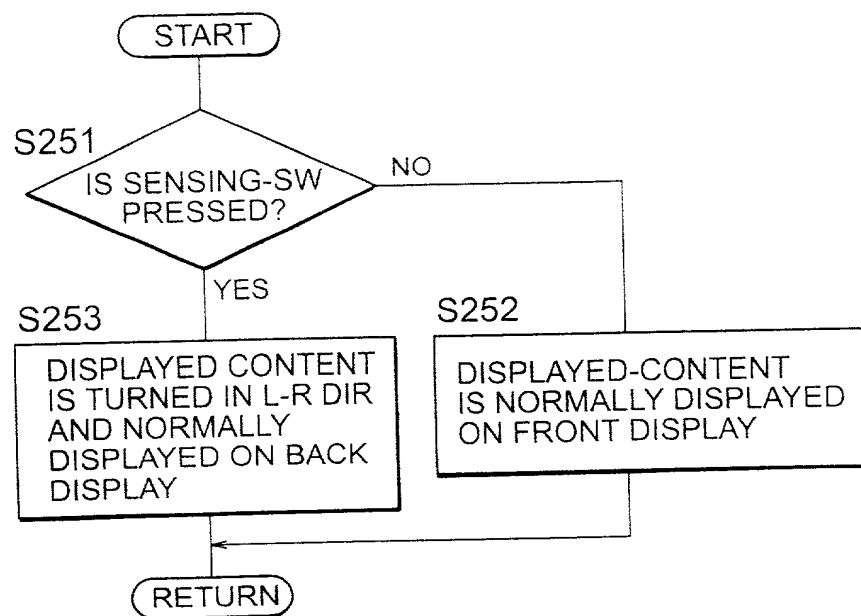 START
S251
IS SENSING-SW
PRESSED?
NO
YES
S253
DISPLAYED CONTENT
IS TURNED IN L-R DIR
AND NORMALLY
DISPLAYED ON BACK
DISPLAY
S252
DISPLAYED-CONTENT
IS NORMALLY DISPLAYED
ON FRONT DISPLAY
RETURN